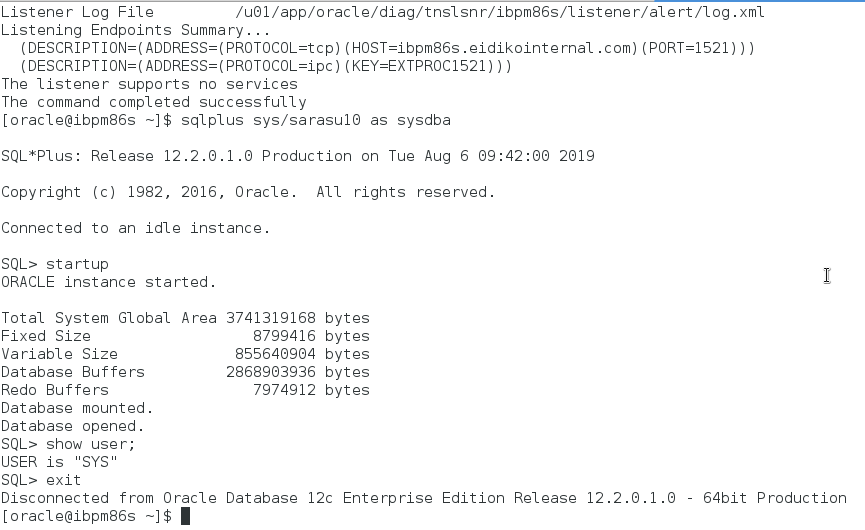 Listener Log File         /u01/app/oracle/diag/tnslsnr/ibpm86s/listener/alert/log.xml
Listening Endpoints Summary...
  (DESCRIPTION=(ADDRESS=(PROTOCOL=tcp)(HOST=ibpm86s.eidikointernal.com)(PORT=1521)))
  (DESCRIPTION=(ADDRESS=(PROTOCOL=ipc)(KEY=EXTPROC1521)))
The listener supports no services
The command completed successfully
[oracle@ibpm86s ~]$ sqlplus sys/sarasu10 as sysdba
SQL*Plus: Release 12.2.0.1.0 Production on Tue Aug 6 09:42:00 2019
Copyright (c) 1982, 2016, Oracle.  All rights reserved.
Connected to an idle instance.
SQL> startup
ORACLE instance started.
Total System Global Area 3741319168 bytes
Fixed Size                  8799416 bytes
Variable Size             855640904 bytes
Database Buffers         2868903936 bytes
Redo Buffers                7974912 bytes
Database mounted.
Database opened.
SQL> show user;
USER is "SYS"
SQL> exit
Disconnected from Oracle Database 12c Enterprise Edition Release 12.2.0.1.0 - 64bit Production
[oracle@ibpm86s ~]$